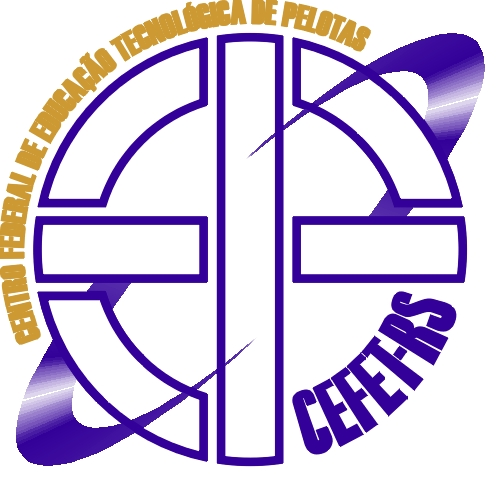 CENTRO FEDERAL DE EDUCAÇÃO TECNOLÓGICA DE PELOTAS
CEFET-RS